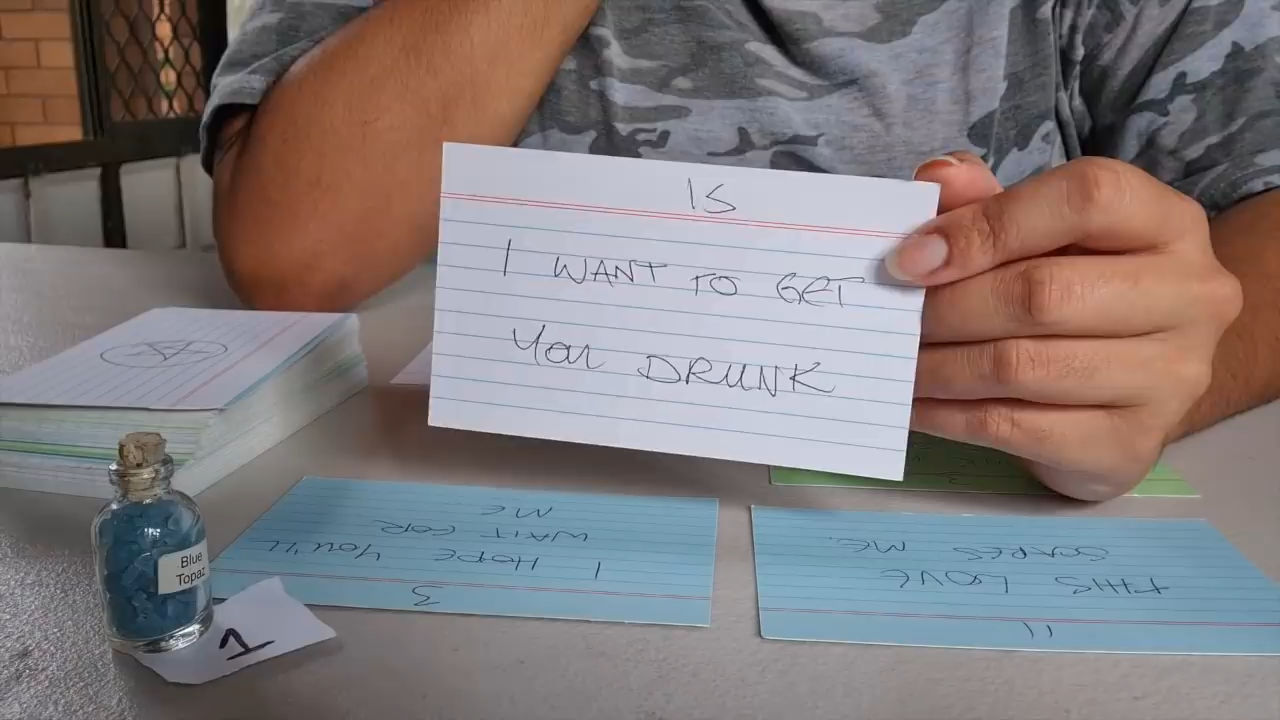 15
I WANT TO GET
You DRUNK
3
I HOPE YOU'LL
WAIT FOR
ME
11
THIS LOVE
SCARES ME.
Blue
Topaz
1